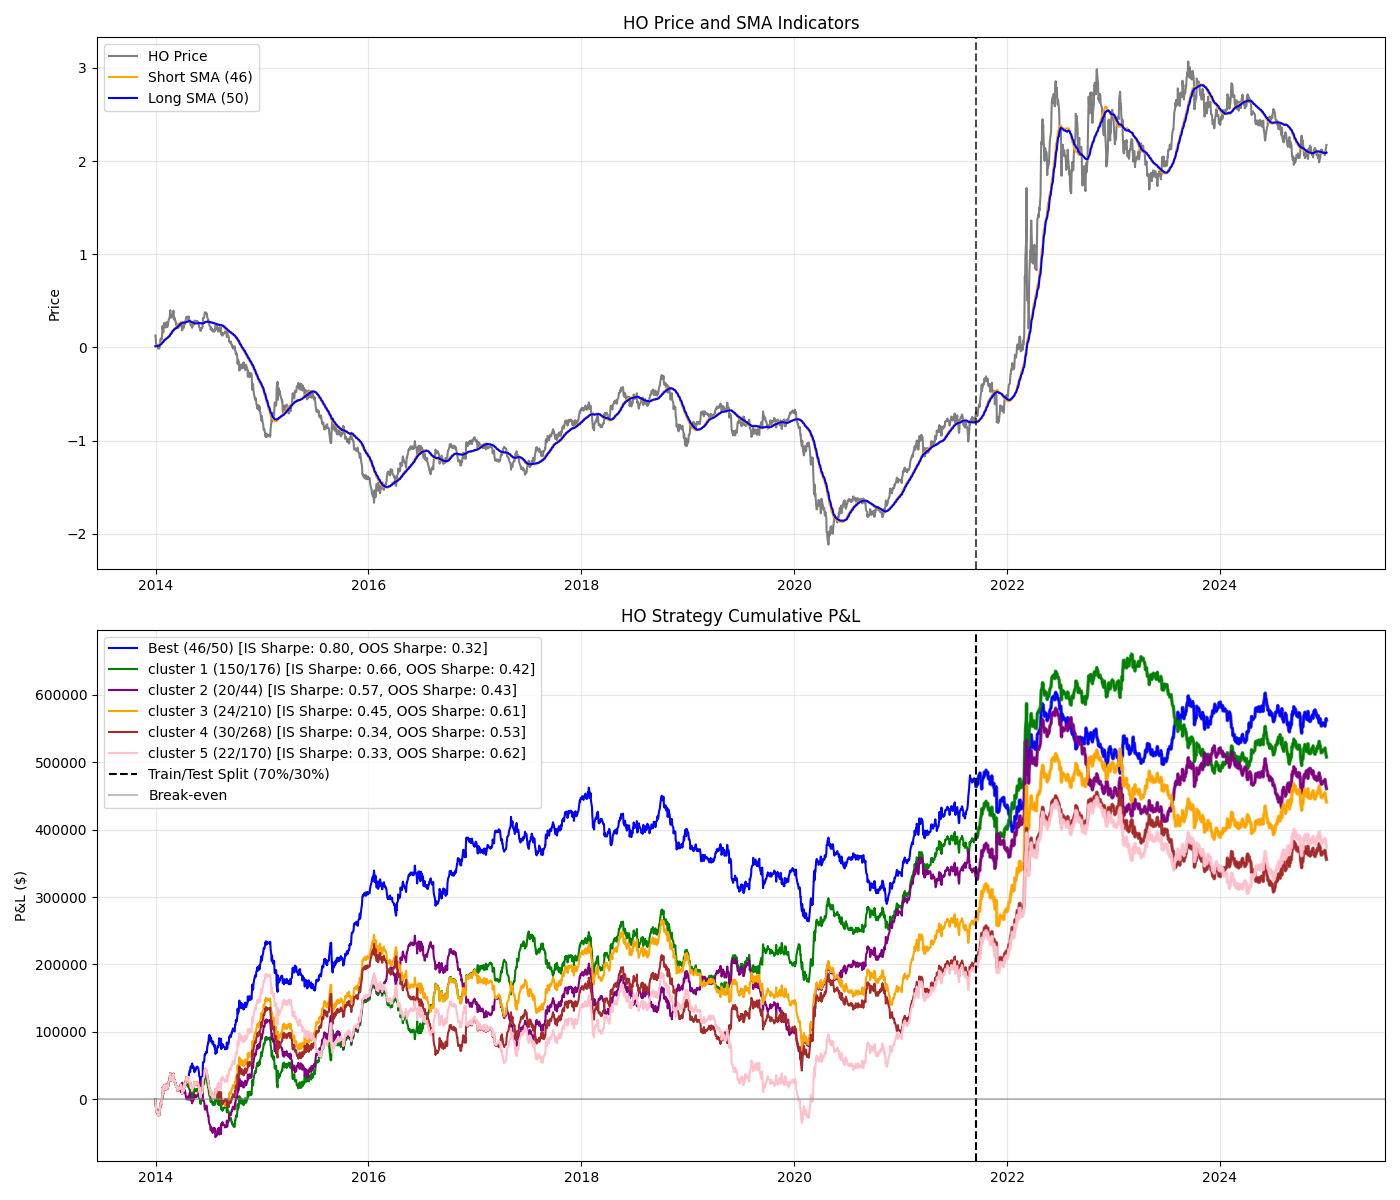 HO Price and SMA Indicators
HO Price
Short SMA (46)
Long SMA (50)
Price
3
2
1
0
−1
−2
2014
2016
2018
2020
2022
2024
HO Strategy Cumulative P&L
Best (46/50) [IS Sharpe: 0.80, OOS Sharpe: 0.32]
cluster 1 (150/176) [IS Sharpe: 0.66, OOS Sharpe: 0.42]
cluster 2 (20/44) [IS Sharpe: 0.57, OOS Sharpe: 0.43]
cluster 3 (24/210) [IS Sharpe: 0.45, OOS Sharpe: 0.61]
cluster 4 (30/268) [IS Sharpe: 0.34, OOS Sharpe: 0.53]
cluster 5 (22/170) [IS Sharpe: 0.33, OOS Sharpe: 0.62]
Train/Test Split (70%/30%)
Break-even
P&L ($)
600000
500000
400000
300000
200000
100000
0
2014
2016
2018
2020
2022
2024